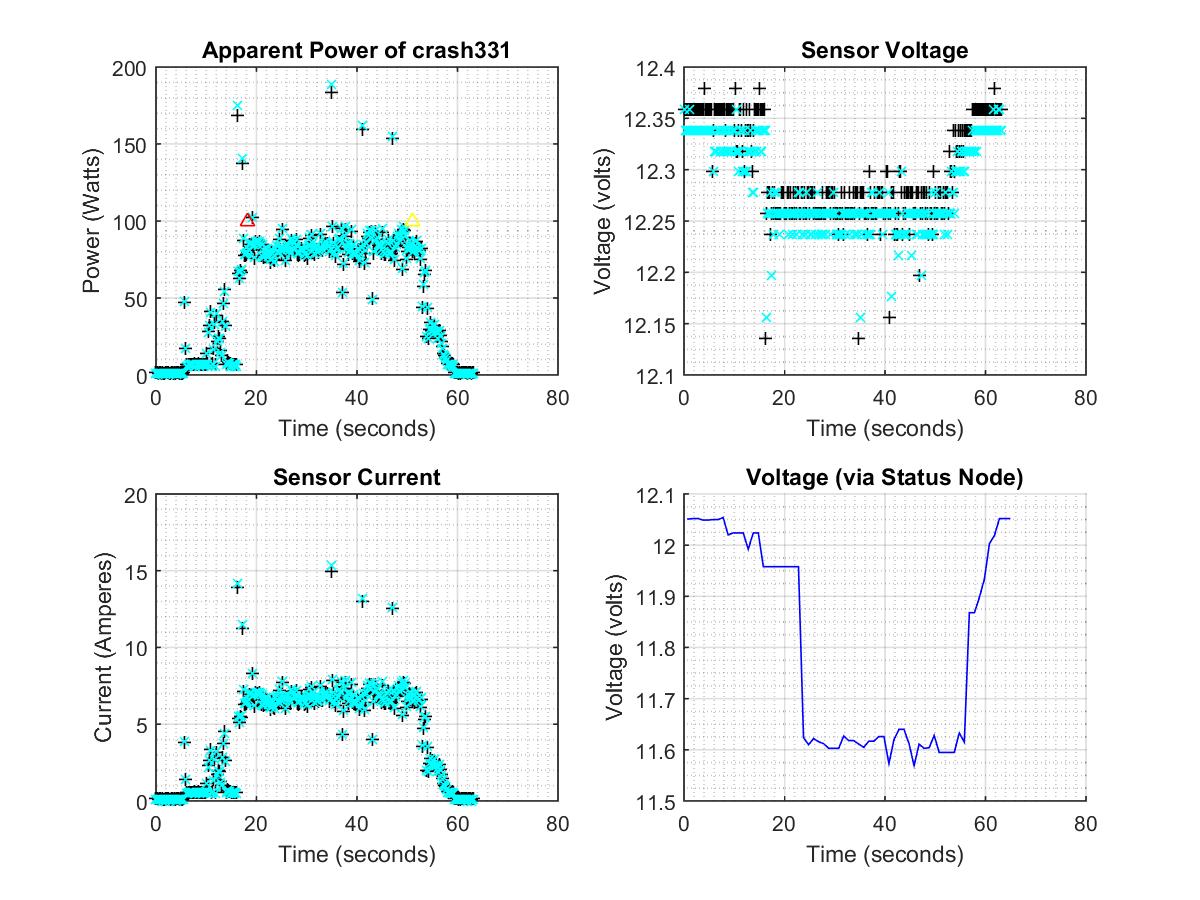 Apparent Power of crash331
200
150
100
50
0
Power (Watts)
0 20 40 60 80
Time (seconds)
Sensor Voltage
12.4
12.35
12.3
12.25
12.2
12.15
12.1
Voltage (volts)
0 20 40 60 80
Time (seconds)
Sensor Current
20
15
10
5
0
Current (Amperes)
0 20 40 60 80
Time (seconds)
Voltage (via Status Node)
12.1
12
11.9
11.8
11.7
11.6
11.5
Voltage (volts)
0 20 40 60 80
Time (seconds)